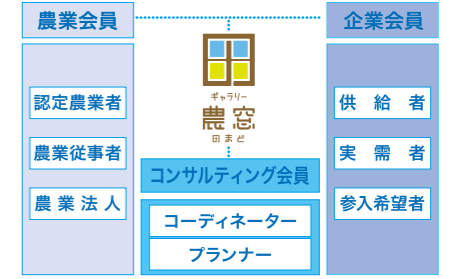 農業会員
認定農業者
農業従事者
農業法人
ギャラリー
農窓
田まど
コンサルティング会員
コーディネーター
プランナー
企業会員
供給者
実需者
参入希望者